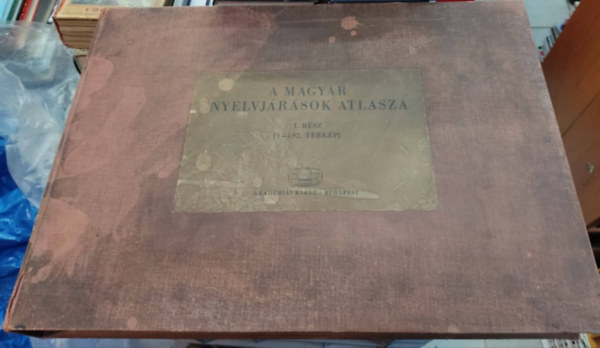 A MAGYAR
NYELVJÁRÁSOK ATLASZA
I. RÉSZ
(1—192. TÉRKÉP)
AKADÉMIAI KIADÓ · BUDAPEST